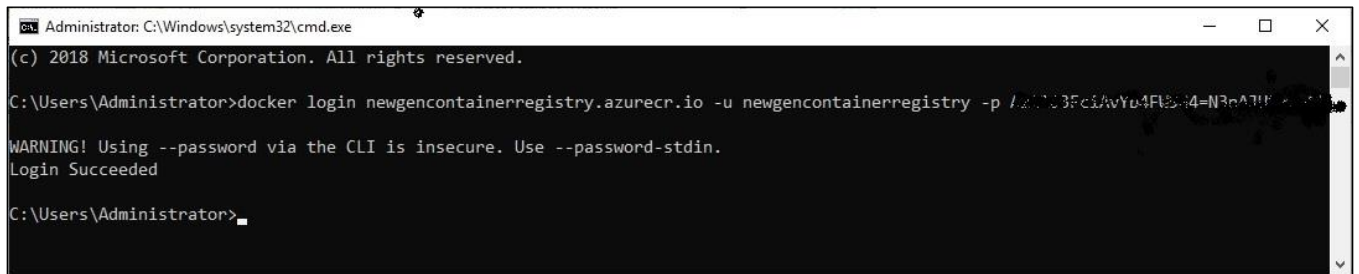 Administrator: C:\Windows\system32\cmd.exe
(c) 2018 Microsoft Corporation. All rights reserved.
C:\Users\Administrator>docker login newgencontainerregistry.azurecr.io -u newgencontainerregistry -p
WARNING! Using --password via the CLI is insecure. Use --password-stdin.
Login Succeeded
C:\Users\Administrator>